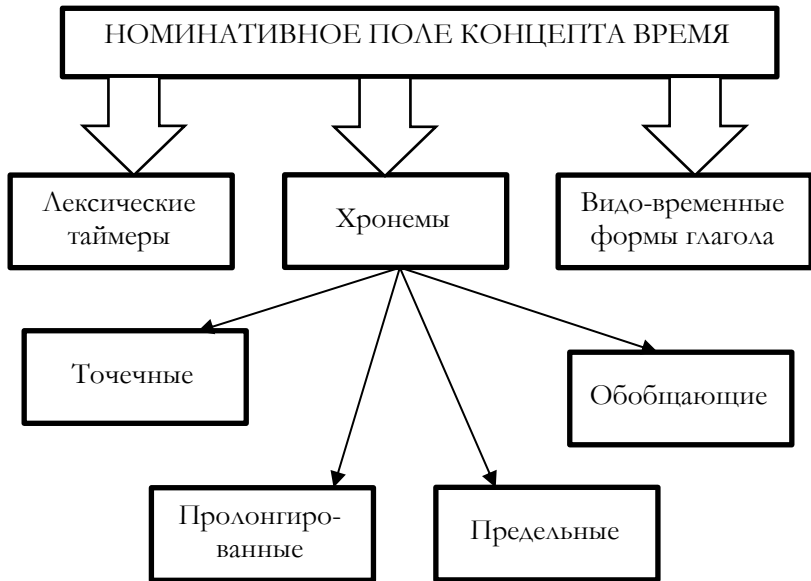 НОМИНАТИВНОЕ ПОЛЕ КОНЦЕПТА ВРЕМЯ
Лексические
таймеры
Хронемы
Видо-временные
формы глагола
Точечные
Обобщающие
Пролонгиро-
ванные
Предельные